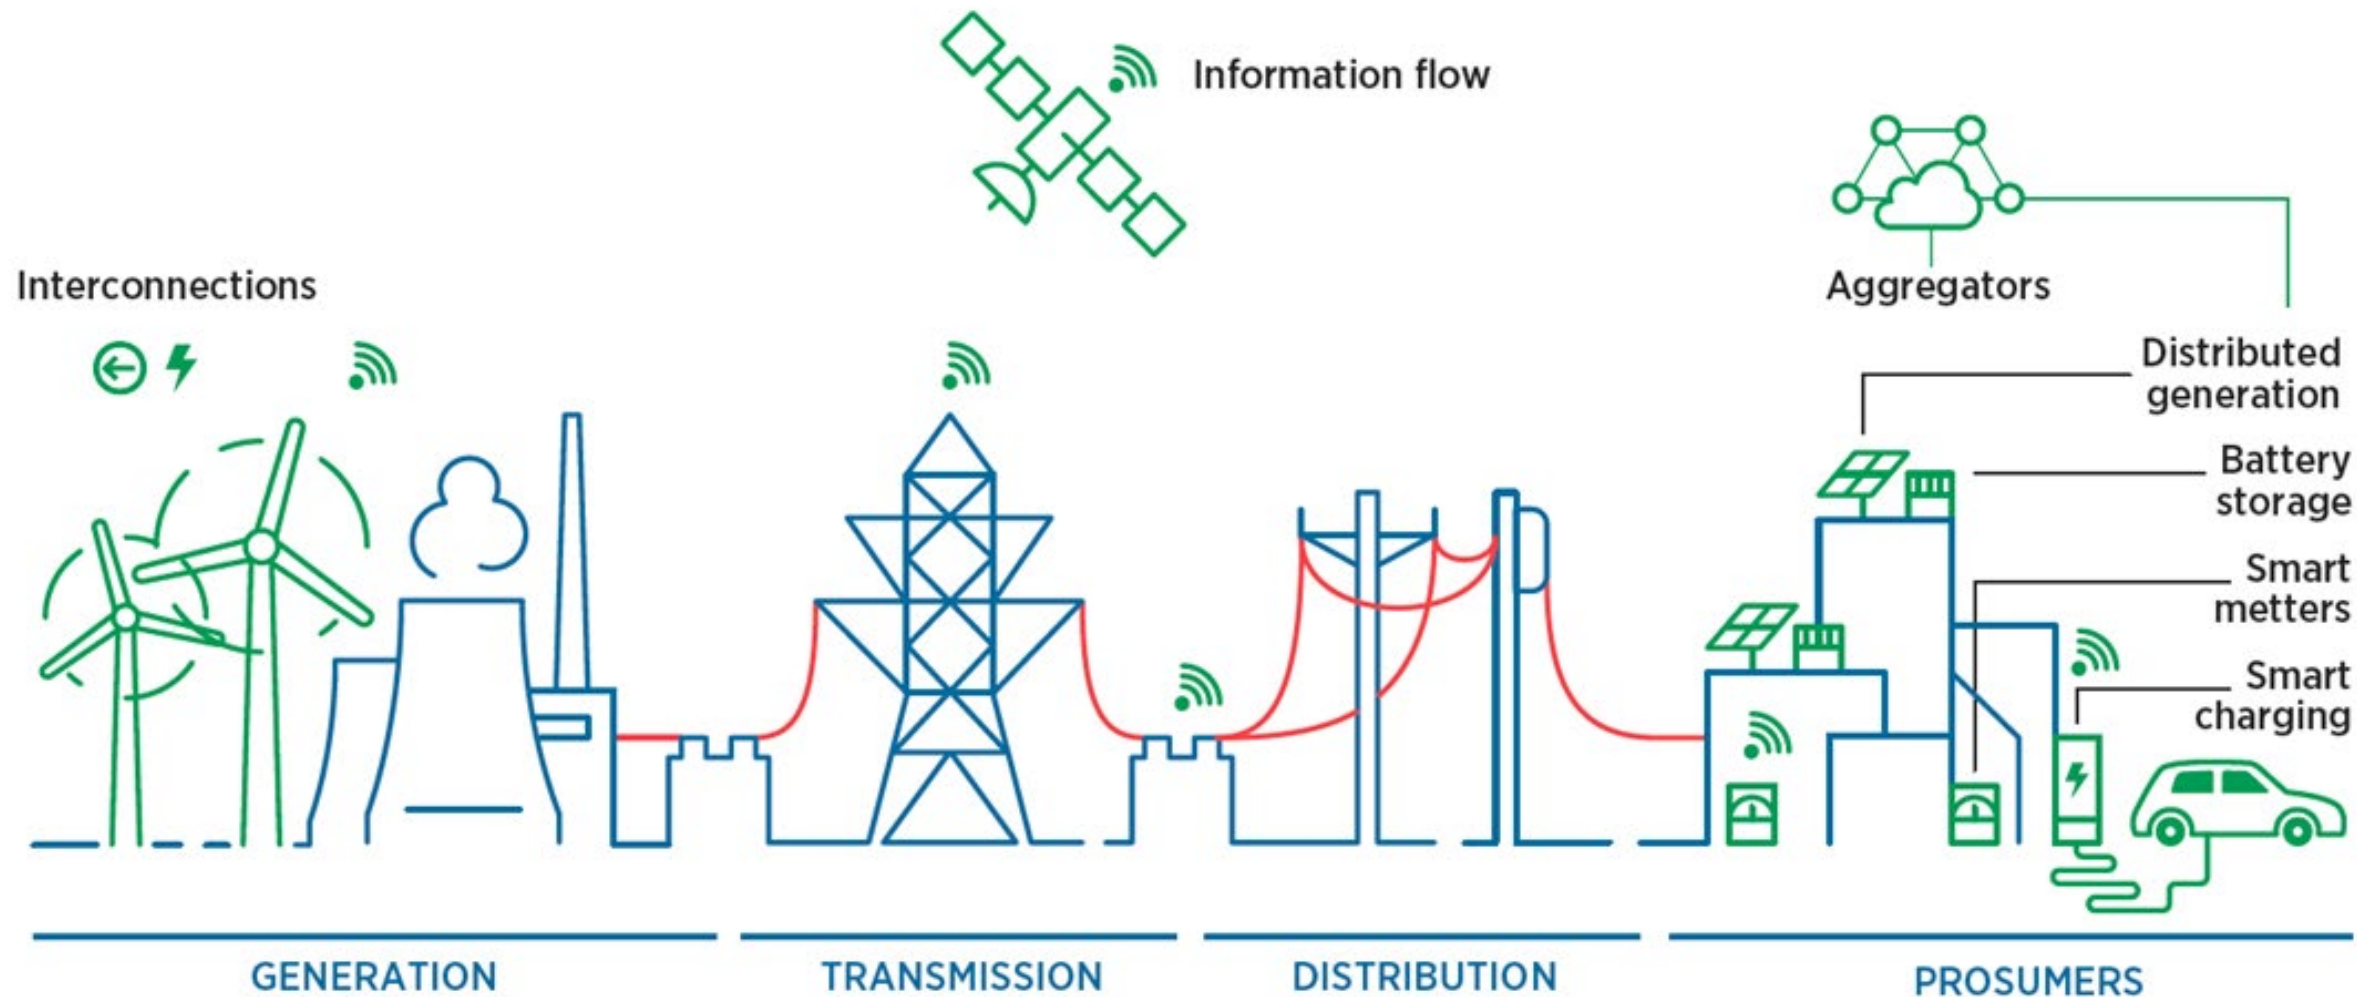 Information flow
Interconnections
Aggregators
Distributed
generation
Battery
storage
Smart
metters
Smart
charging
GENERATION
TRANSMISSION
DISTRIBUTION
PROSUMERS